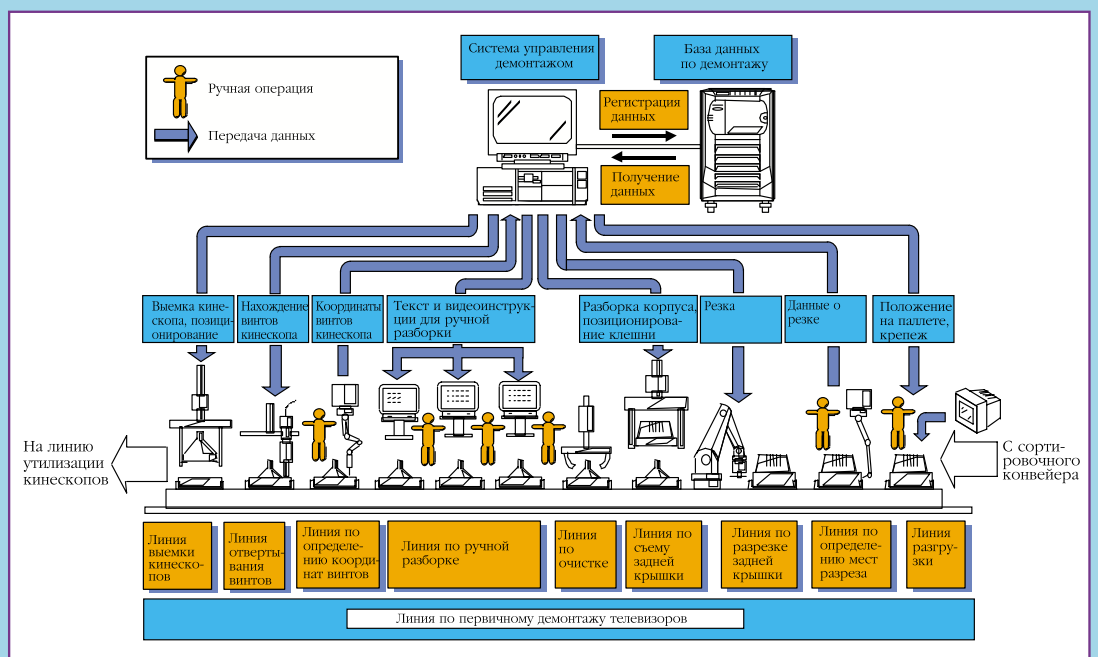 Система управления
демонтажом
База данных
по демонтажу
Ручная операция
Передача данных
Регистрация
данных
Получение
данных
Выемка кине-
скопа, позици-
онирование
Нахождение
винтов
кинескопа
Координаты
винтов
кинескопа
Текст и видеоинструк-
ции для ручной
разборки
Разборка корпуса,
позиционирова-
ние клешни
Резка
Данные о
резке
Положение
на паллете,
крепеж
На линию
утилизации
кинескопов
С сорти-
ровочного
конвейера
Линия
выемки
кинеско-
пов
Линия
отверты-
вания
винтов
Линия по
определе-
нию коорди-
нат винтов
Линия по ручной
разборке
Линия
по
очистке
Линия по
съему
задней
крышки
Линия по
разрезке
задней
крышки
Линия по
определе-
нию мест
разреза
Линия
разгру-
зки
Линия по первичному демонтажу телевизоров